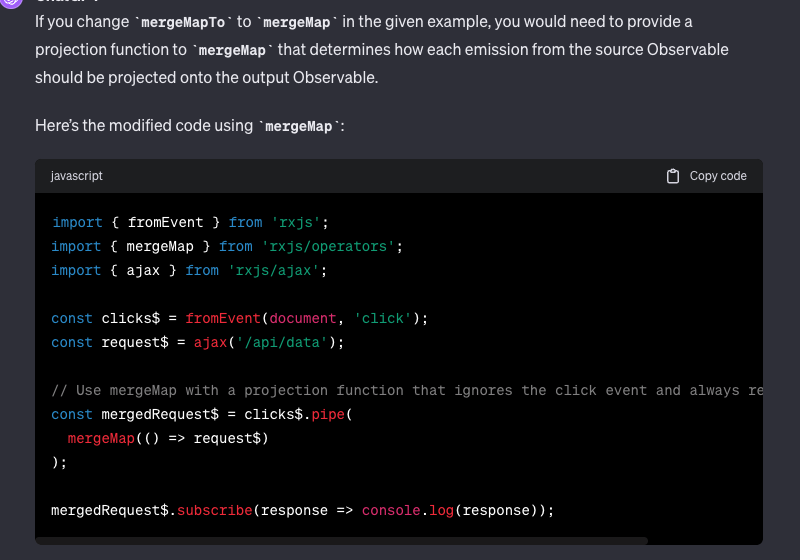 If you change `mergeMapTo` to `mergeMap` in the given example, you would need to provide a
projection function to `mergeMap` that determines how each emission from the source Observable
should be projected onto the output Observable.
Here's the modified code using `mergeMap`:
javascript
Copy code
import { fromEvent } from 'rxjs';
import { mergeMap } from 'rxjs/operators';
import { ajax } from 'rxjs/ajax';
const clicks$ = fromEvent(document, 'click');
const request$ = ajax('/api/data');
// Use mergeMap with a projection function that ignores the click event and always re
const mergedRequest$ = clicks$.pipe(
  mergeMap(() => request$)
);
mergedRequest$.subscribe(response => console.log(response));